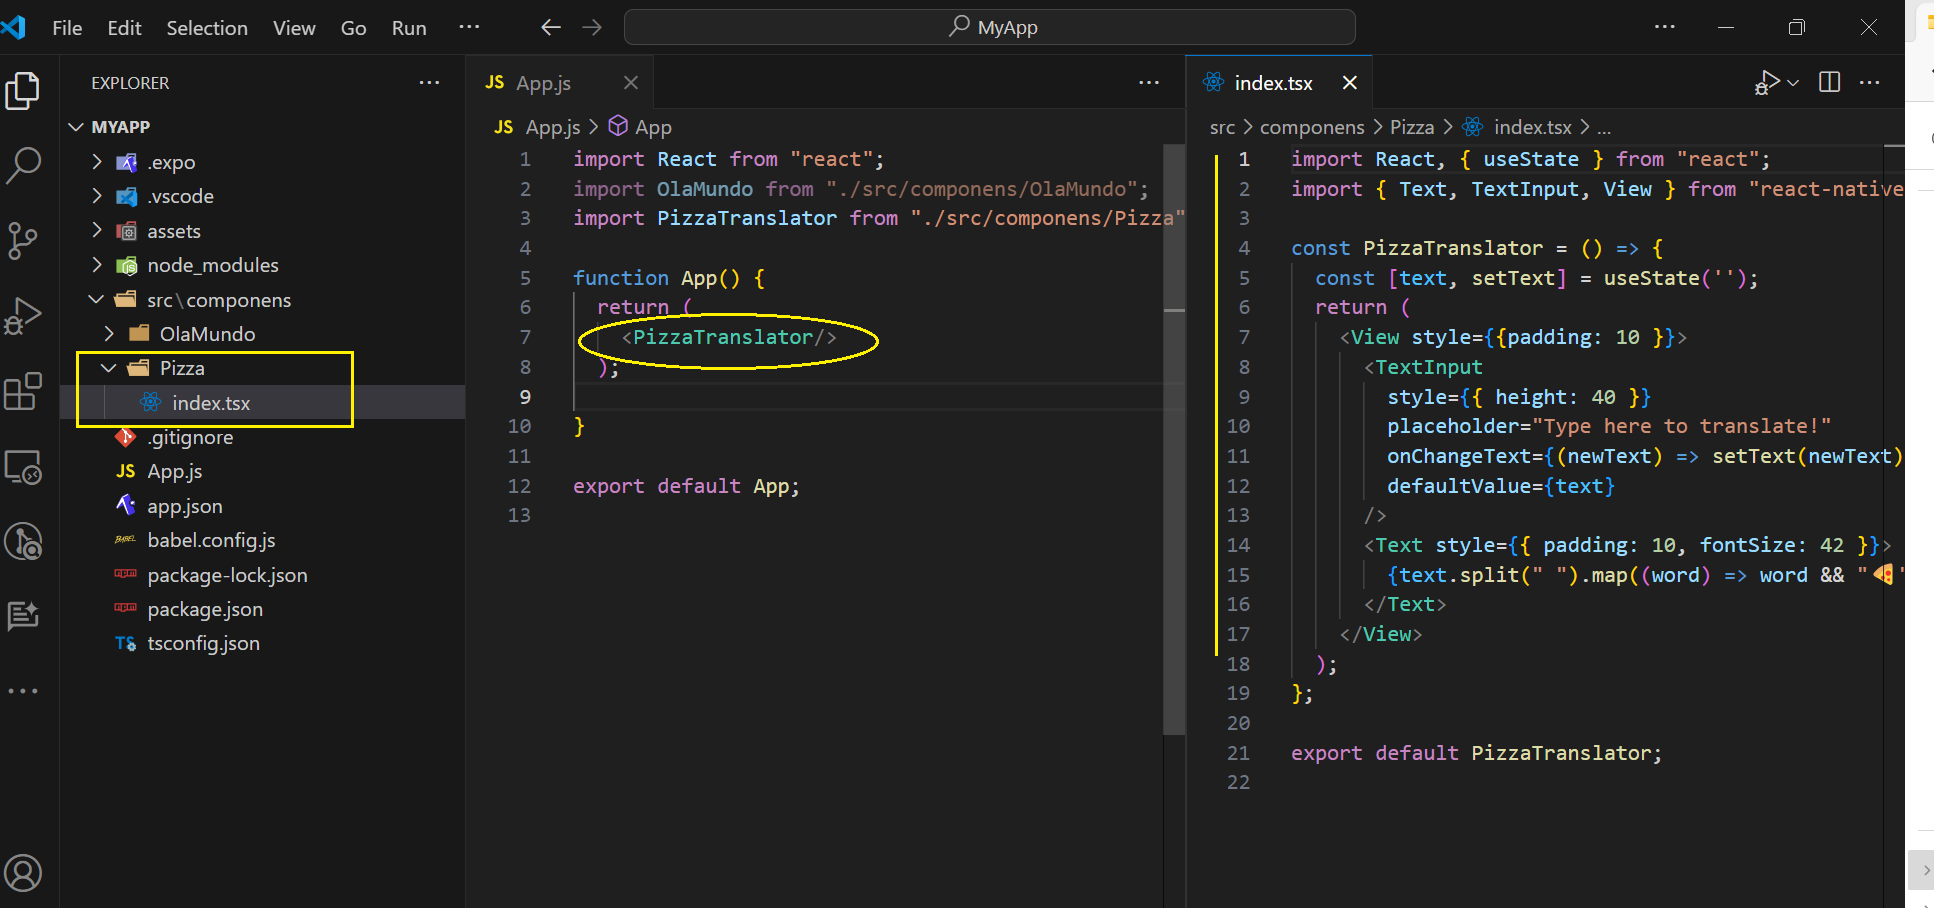 File Edit Selection View Go Run ··· MyApp ···
EXPLORER ···
MYAPP
.expo
.vscode
assets
node_modules
src\componens
OlaMundo
Pizza
index.tsx
.gitignore
JS App.js
app.json
BABEL babel.config.js
package-lock.json
package.json
TS tsconfig.json
JS App.js ···
JS App.js > App
1 import React from "react";
2 import OlaMundo from "./src/componens/OlaMundo";
3 import PizzaTranslator from "./src/componens/Pizza"
4
5 function App() {
6 return (
7 <PizzaTranslator/>
8 );
9
10 }
11
12 export default App;
13
index.tsx ···
src > componens > Pizza > index.tsx > ...
1 import React, { useState } from "react";
2 import { Text, TextInput, View } from "react-native
3
4 const PizzaTranslator = () => {
5 const [text, setText] = useState('');
6 return (
7 <View style={{padding: 10 }}>
8 <TextInput
9 style={{ height: 40 }}
10 placeholder="Type here to translate!"
11 onChangeText={(newText) => setText(newText)
12 defaultValue={text}
13 />
14 <Text style={{ padding: 10, fontSize: 42 }}>
15 {text.split(" ").map((word) => word && "🍕"
16 </Text>
17 </View>
18 );
19 };
20
21 export default PizzaTranslator;
22